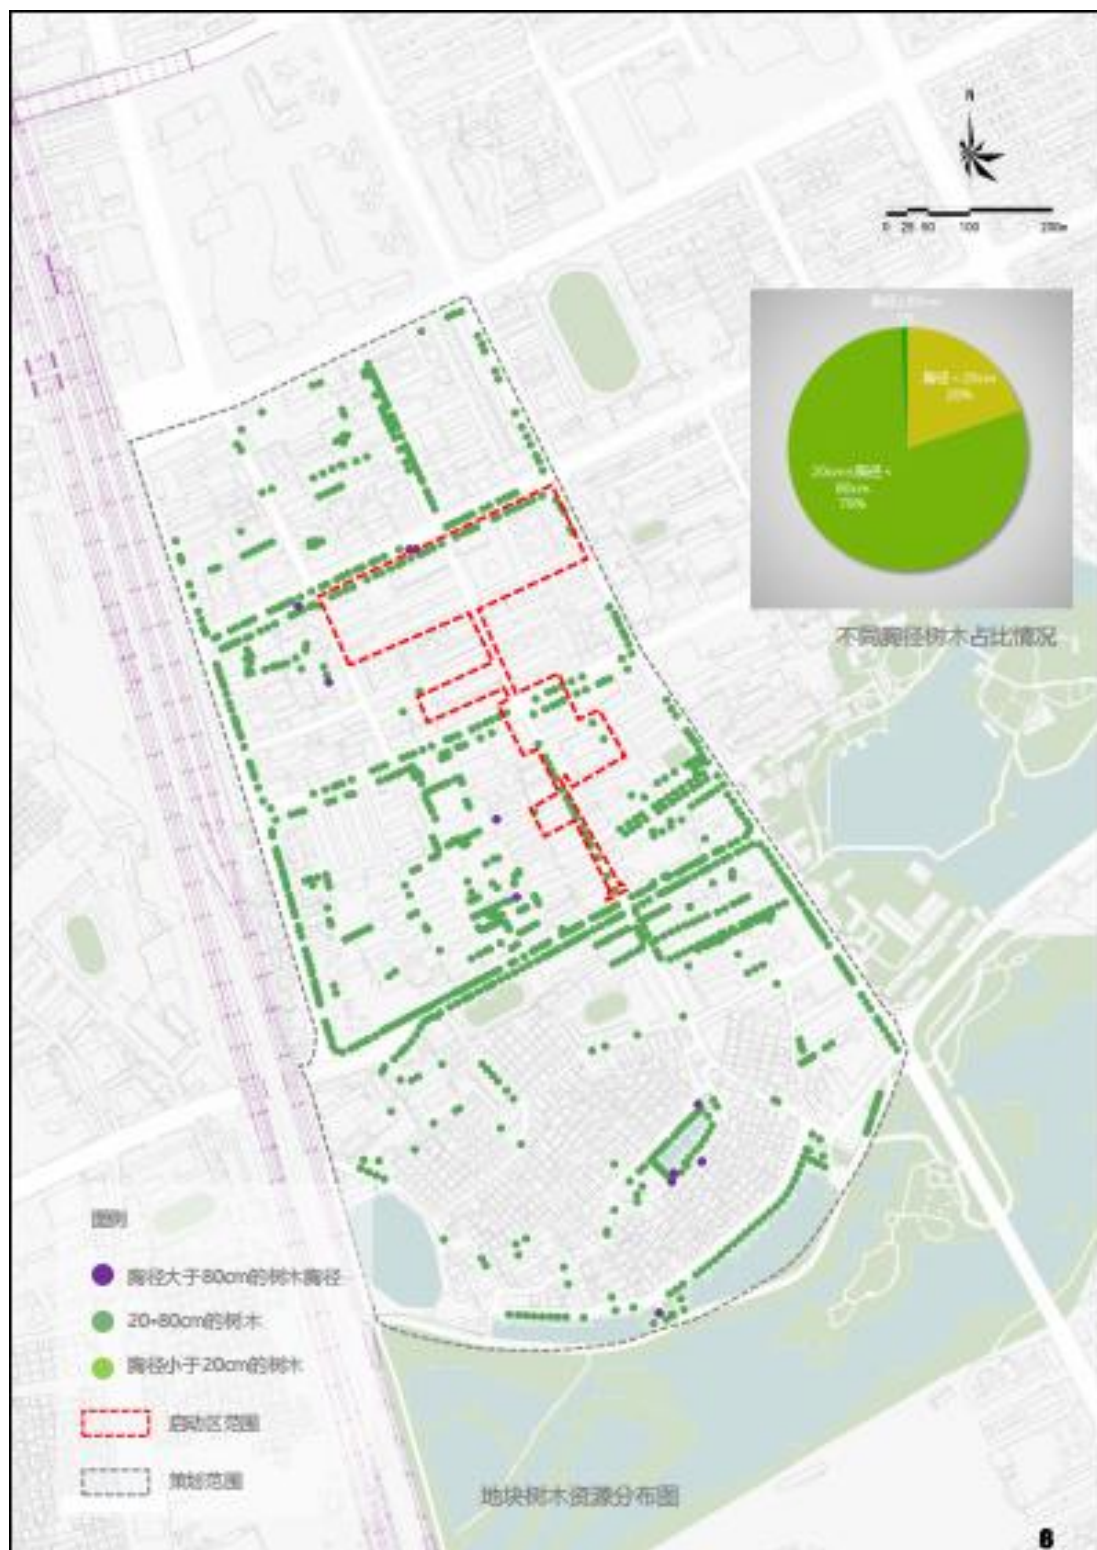 N
0 25 50 100 200m
胸径<20cm
20%
20cm≤胸径<
80cm
79%
不同胸径树木占比情况
图例
胸径大于80cm的树木胸径
20-80cm的树木
胸径小于20cm的树木
启动区范围
策划范围
地块树木资源分布图